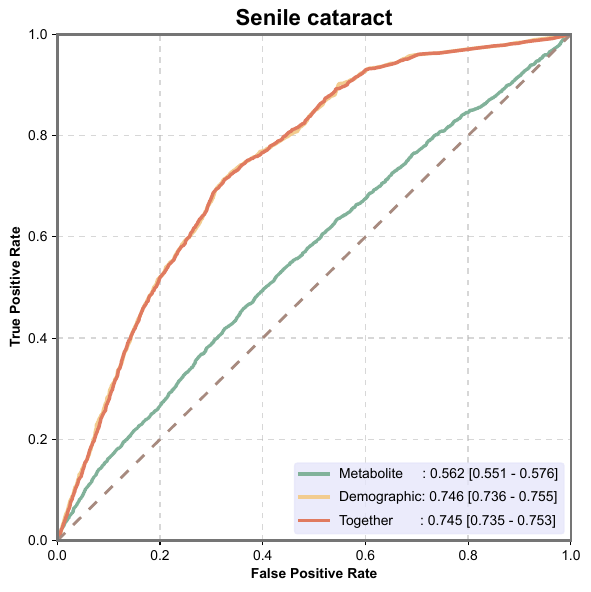 Senile cataract
True Positive Rate
1.0
0.8
0.6
0.4
0.2
0.0
Metabolite : 0.562 [0.551 - 0.576]
Demographic: 0.746 [0.736 - 0.755]
Together : 0.745 [0.735 - 0.753]
0.0 0.2 0.4 0.6 0.8 1.0
False Positive Rate